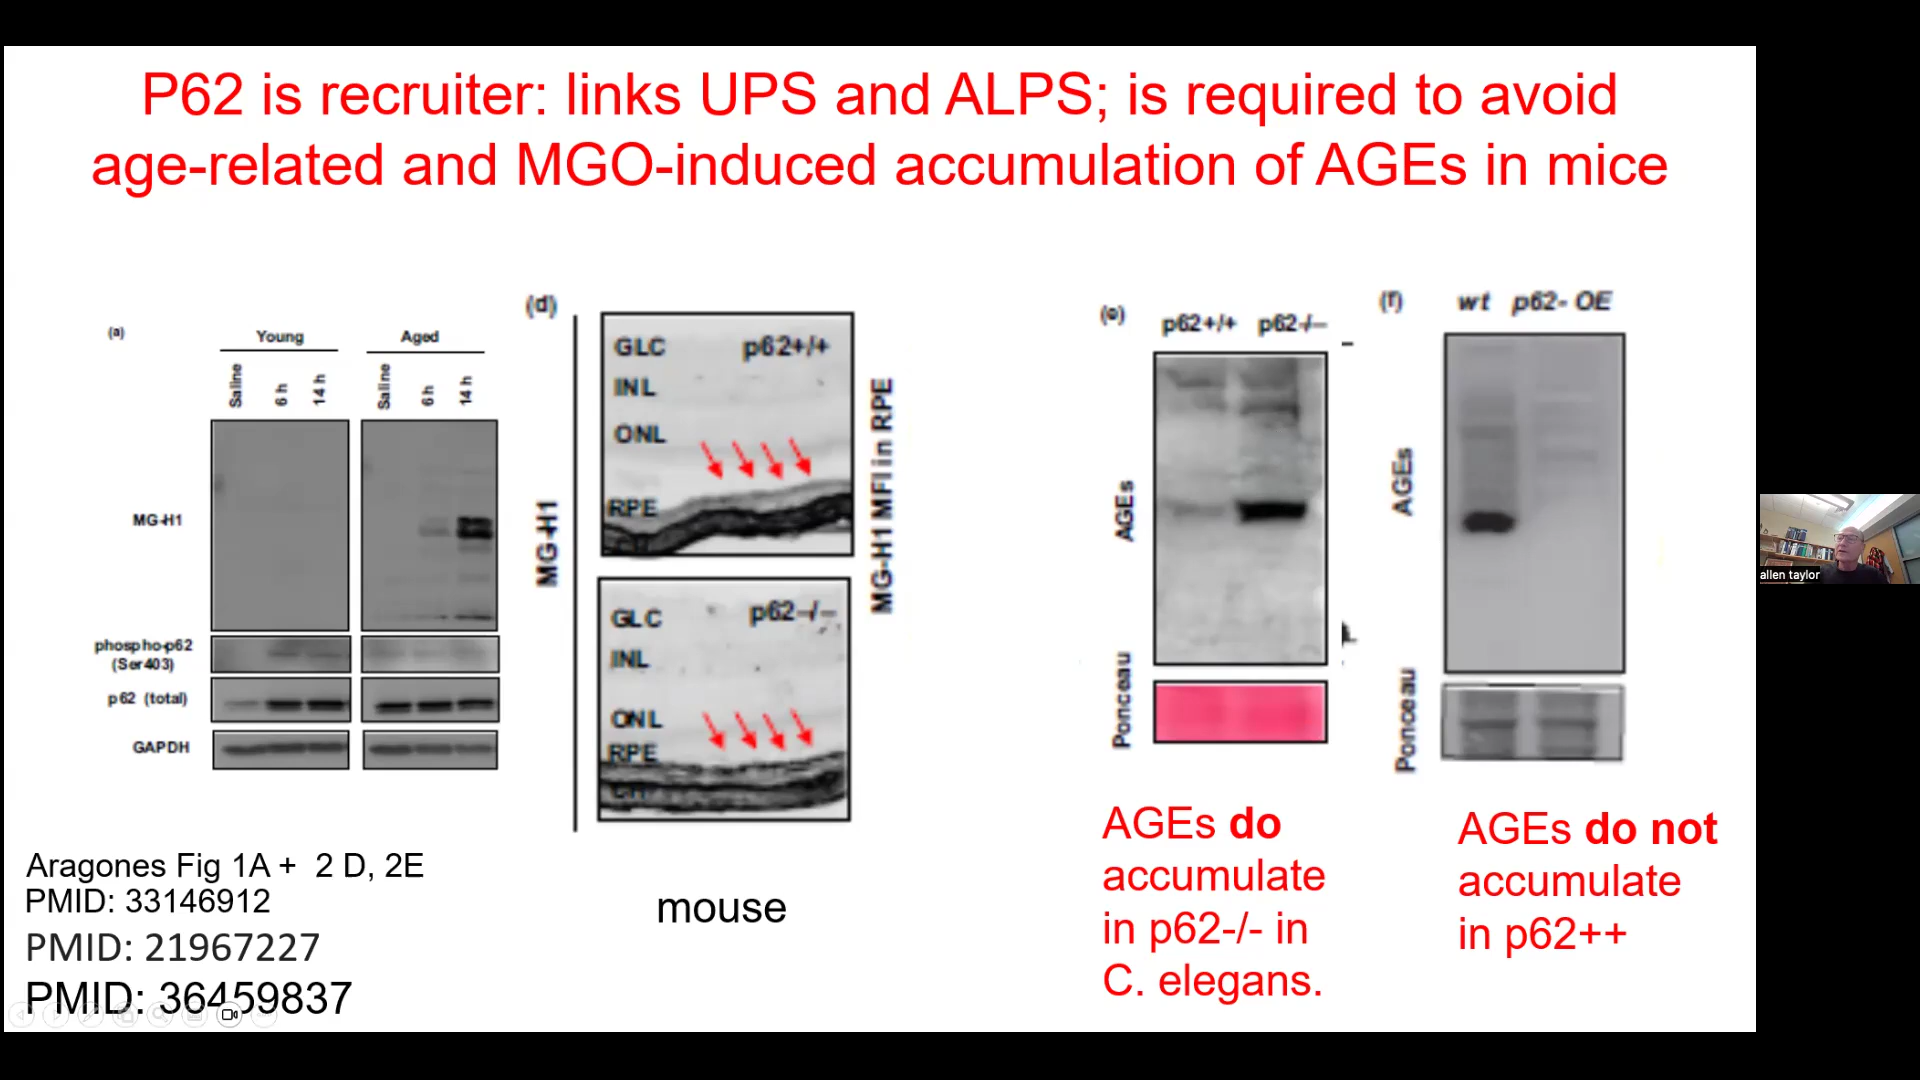 P62 is recruiter: links UPS and ALPS; is required to avoid
age-related and MGO-induced accumulation of AGEs in mice
(a)
Young
Aged
Saline
6 h
14 h
Saline
6 h
14 h
MG-H1
phospho-p62
(Ser403)
p62 (total)
GAPDH
(d)
MG-H1
GLC
p62+/+
INL
ONL
RPE
GLC
p62-/-
INL
ONL
RPE
MG-H1 MFI in RPE
(e)
p62+/+
p62-/-
AGEs
Ponceau
(f)
wt
p62- OE
AGEs
Ponceau
Aragones Fig 1A + 2 D, 2E
PMID: 33146912
PMID: 21967227
PMID: 36459837
mouse
AGEs do
accumulate
in p62-/- in
C. elegans.
AGEs do not
accumulate
in p62++
allen taylor